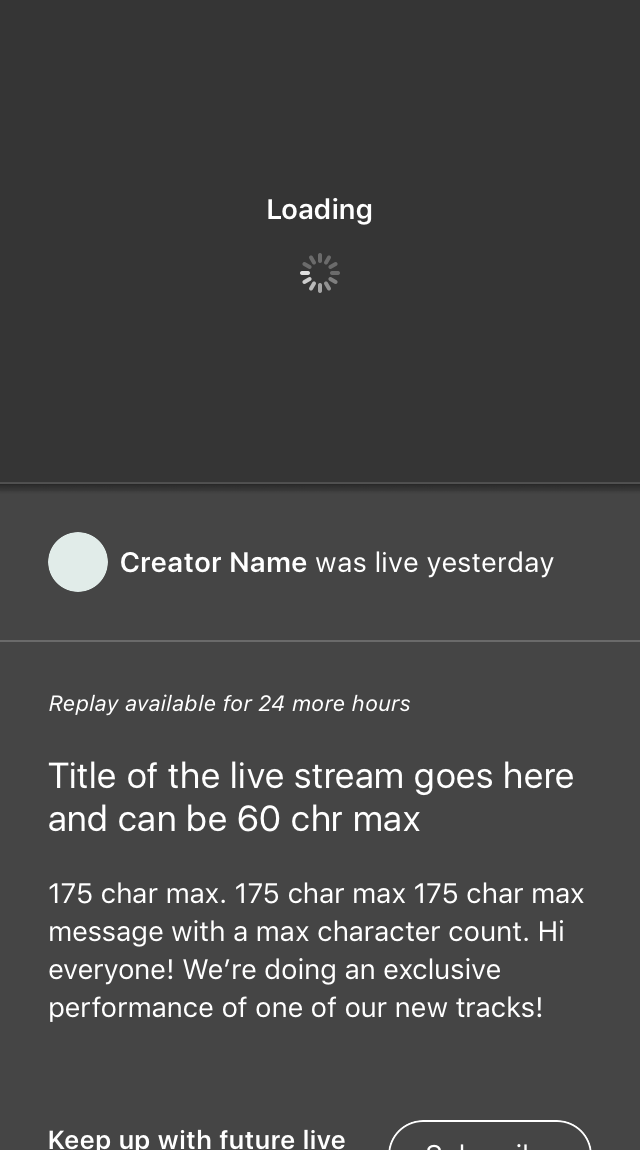 Loading
Creator Name was live yesterday
Replay available for 24 more hours
Title of the live stream goes here
and can be 60 chr max
175 char max. 175 char max 175 char max
message with a max character count. Hi
everyone! We’re doing an exclusive
performance of one of our new tracks!
Keep up with future live